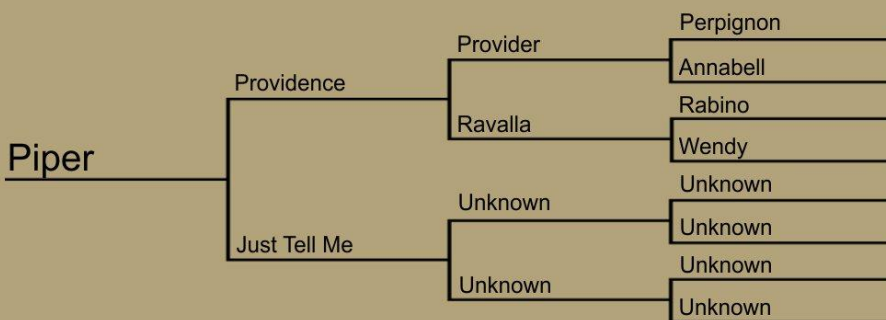 Perpignon
Provider
Annabell
Providence
Rabino
Ravalla
Wendy
Piper
Unknown
Unknown
Unknown
Just Tell Me
Unknown
Unknown
Unknown